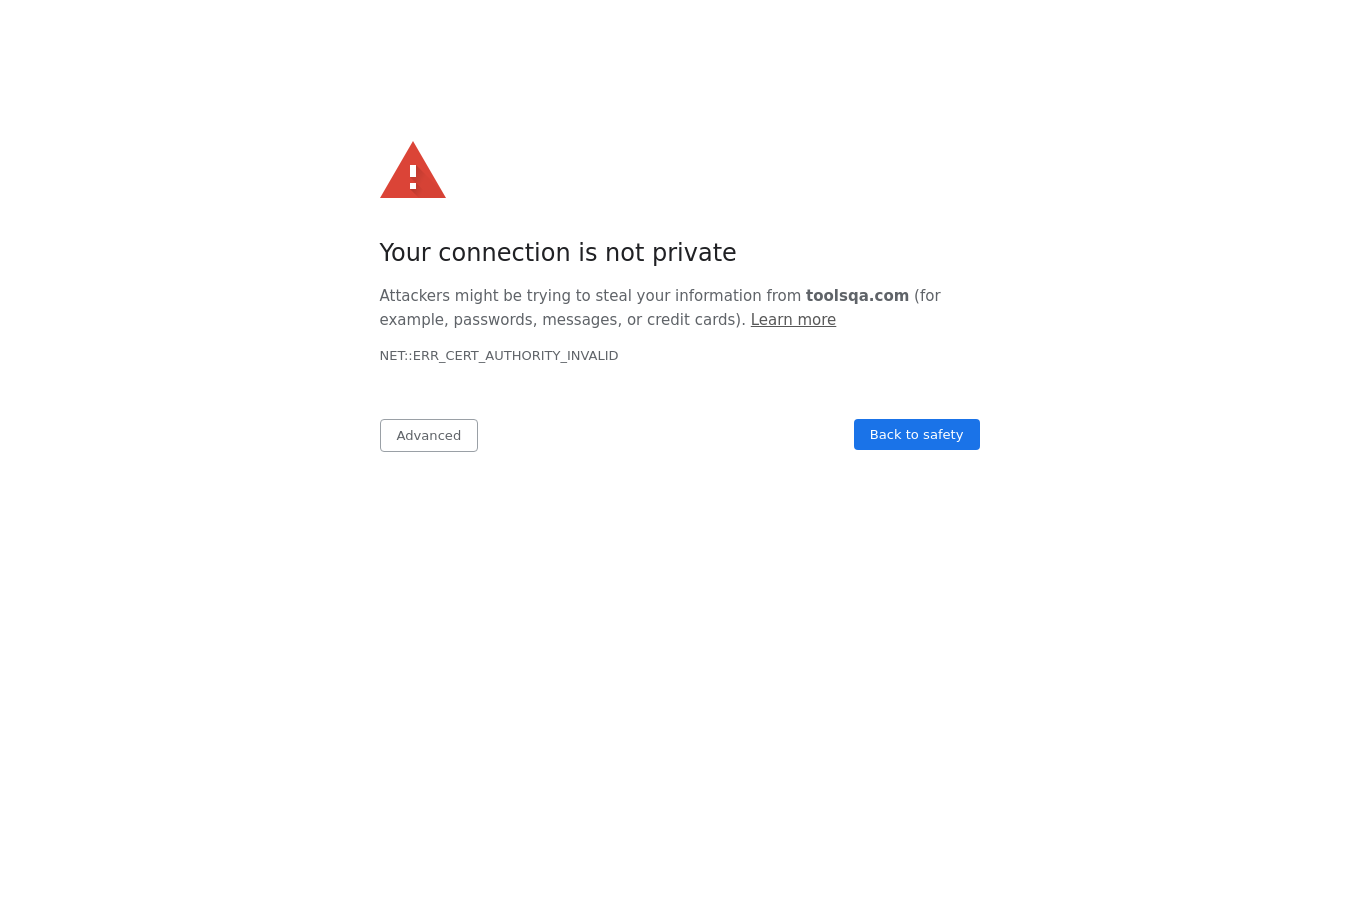 Your connection is not private
Attackers might be trying to steal your information from toolsqa.com (for
example, passwords, messages, or credit cards). Learn more
NET::ERR_CERT_AUTHORITY_INVALID
Advanced
Back to safety